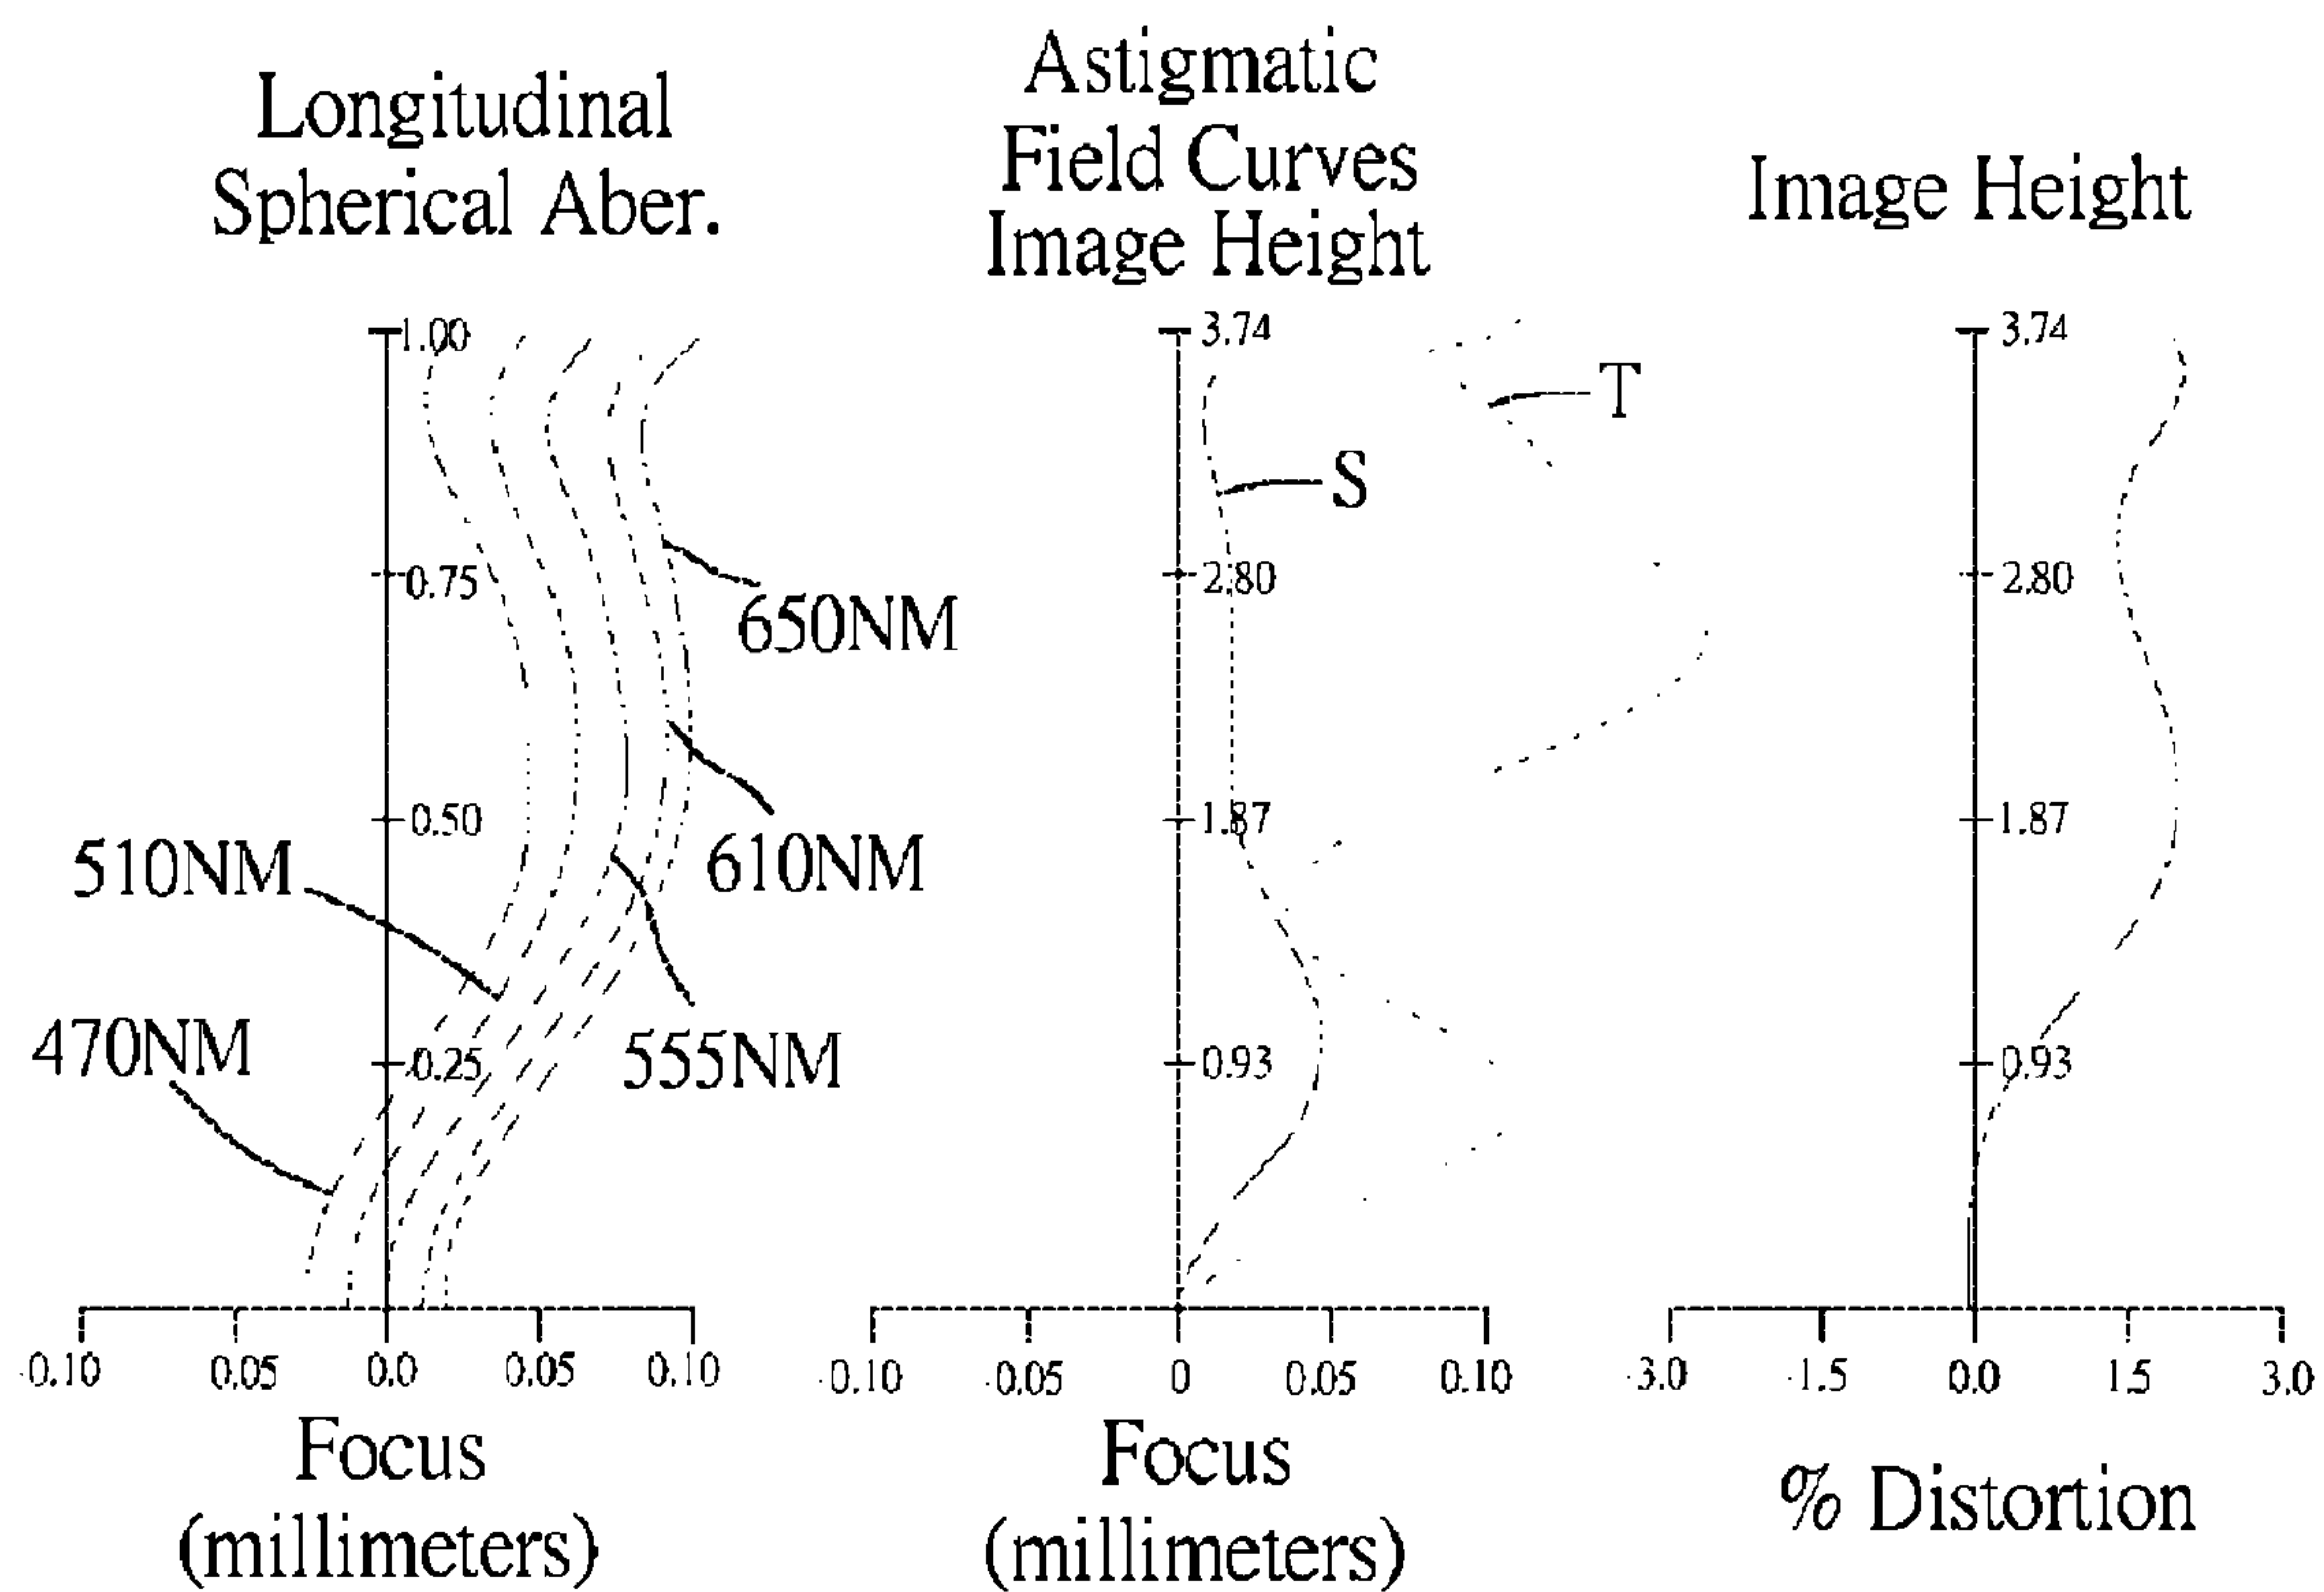 Longitudinal
Spherical Aber.
1.00
0.75
0.50
0.25
650NM
610NM
510NM
555NM
470NM
-0.10 0.05 0.0 0.05 0.10
Focus
(millimeters)
Astigmatic
Field Curves
Image Height
3.74
T
S
2.80
1.87
0.93
-0.10 -0.05 0 0.05 0.10
Focus
(millimeters)
Image Height
3.74
2.80
1.87
0.93
-3.0 -1.5 0.0 1.5 3.0
% Distortion